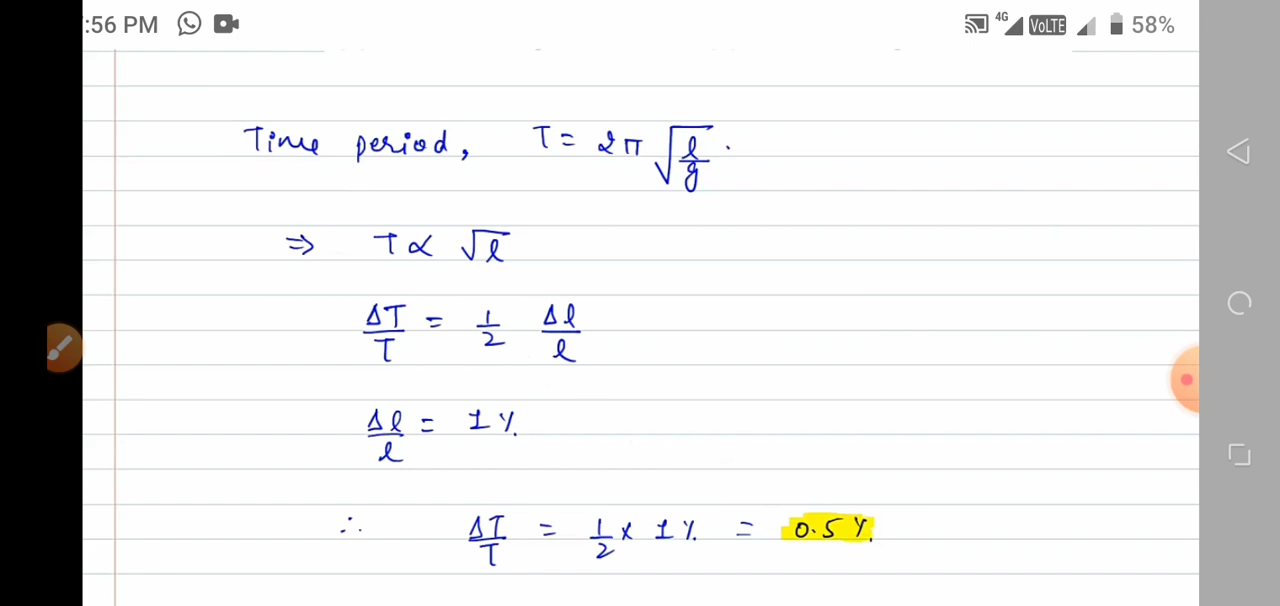 :56 PM 4G VoLTE 58%
Time period, T = 2π √(l/g) .
⇒ T ∝ √l
ΔT/T = 1/2 Δl/l
Δl/l = 1 %.
∴ ΔT/T = 1/2 × 1 % = 0.5 %.